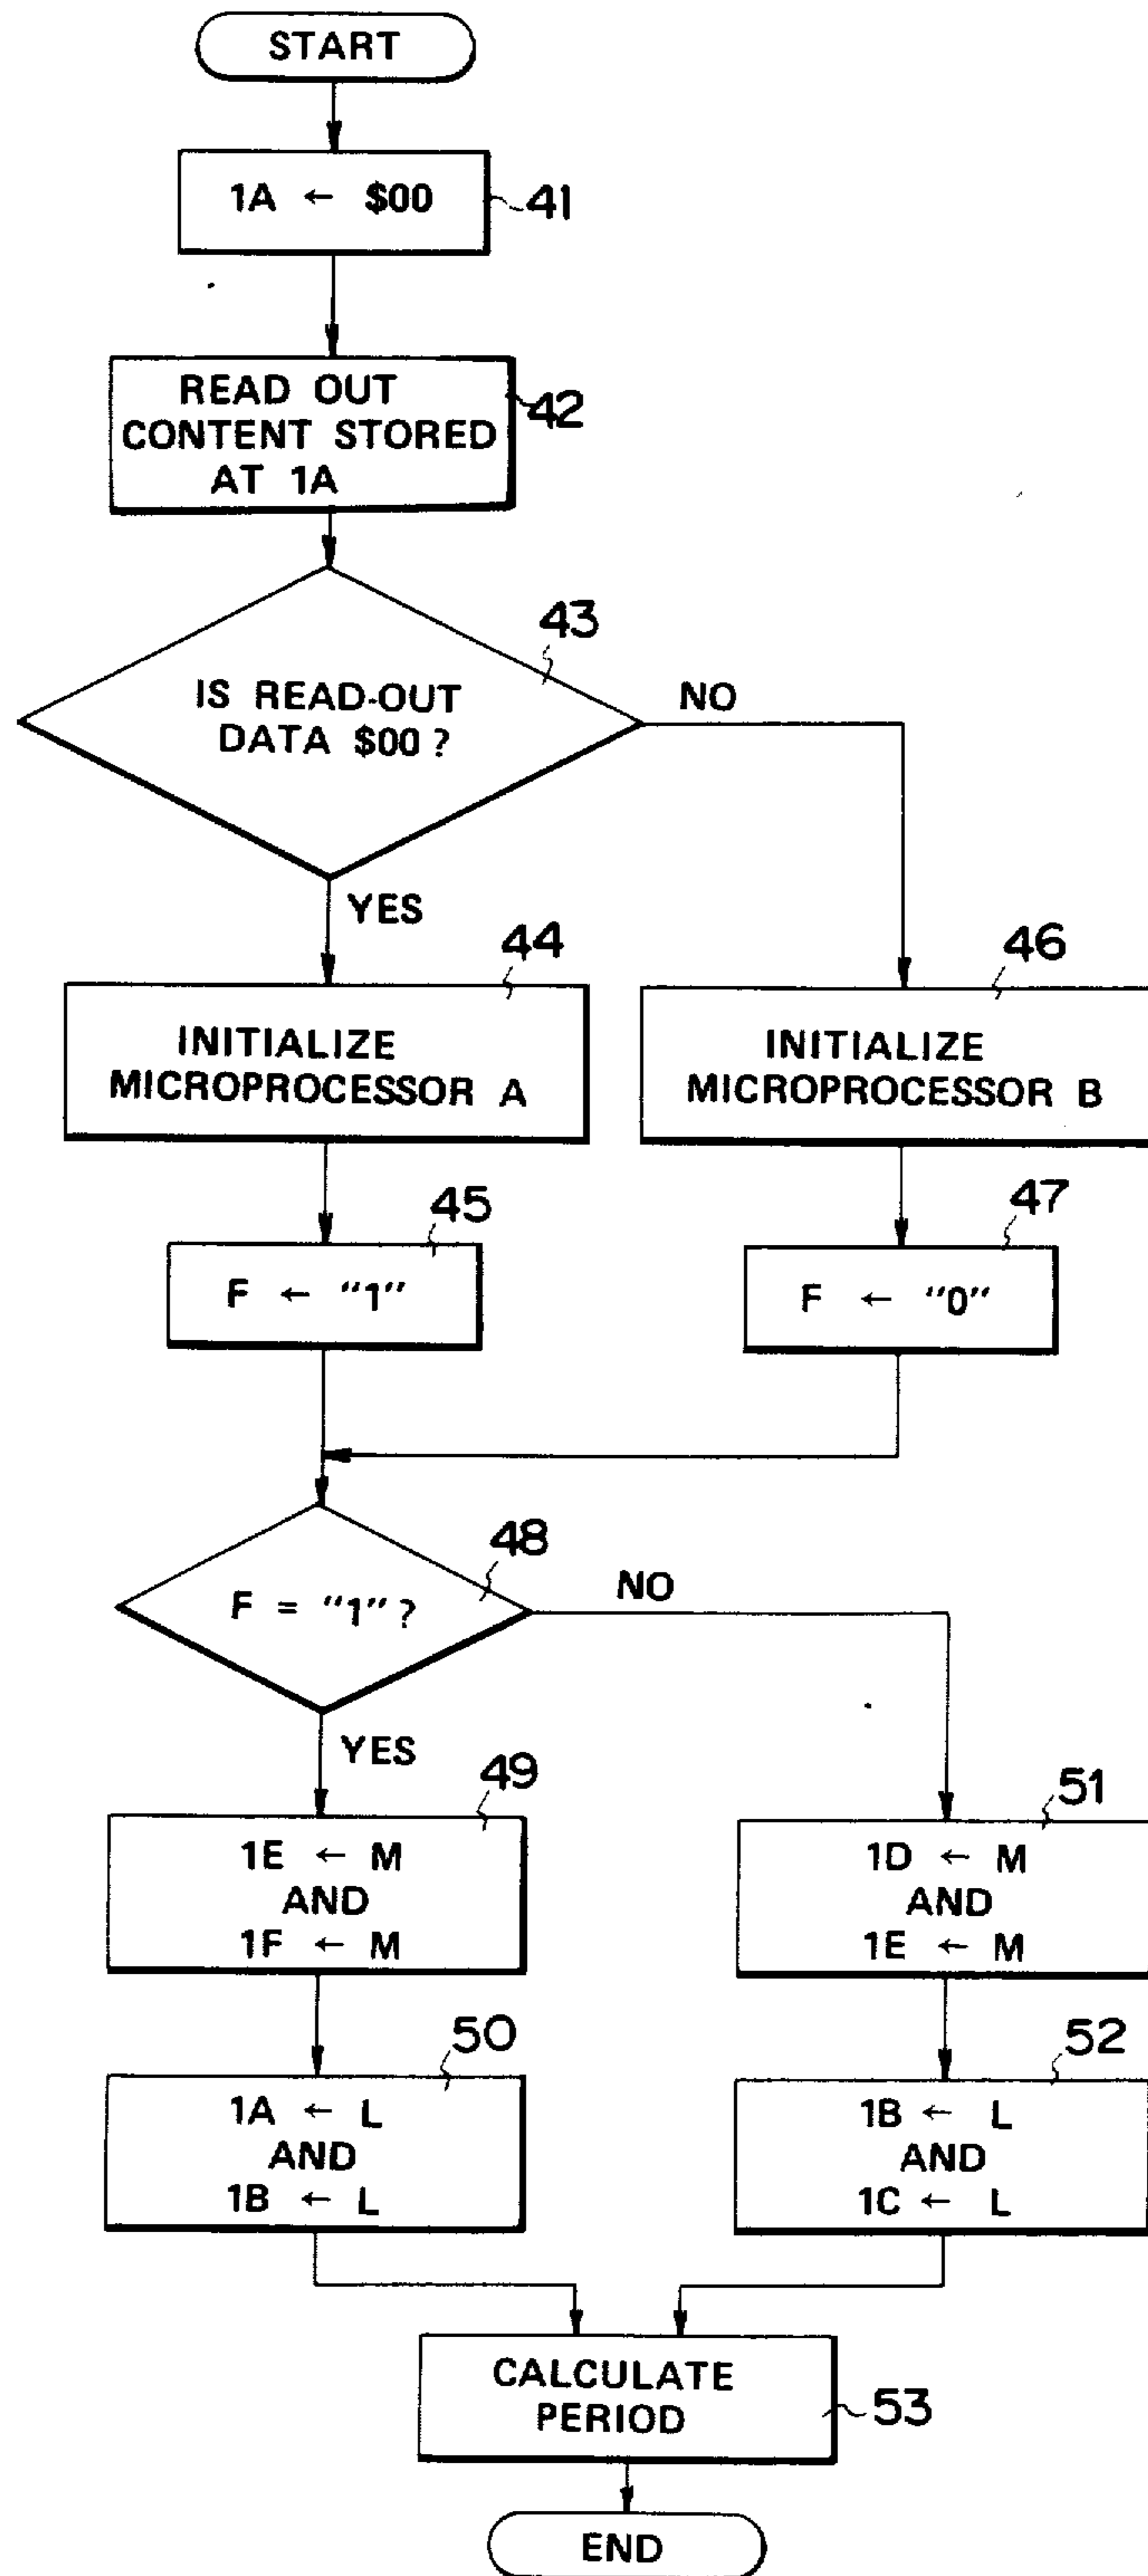 START
1A ← $00
41
READ OUT
CONTENT STORED
AT 1A
42
43
IS READ-OUT
DATA $00 ?
NO
YES
44
INITIALIZE
MICROPROCESSOR A
46
INITIALIZE
MICROPROCESSOR B
45
F ← "1"
47
F ← "0"
48
F = "1" ?
NO
YES
49
1E ← M
AND
1F ← M
51
1D ← M
AND
1E ← M
50
1A ← L
AND
1B ← L
52
1B ← L
AND
1C ← L
CALCULATE
PERIOD
53
END